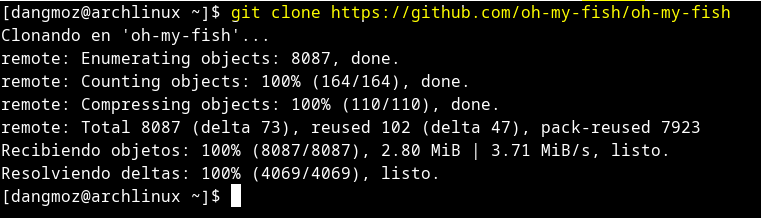 [dangmoz@archlinux ~]$ git clone https://github.com/oh-my-fish/oh-my-fish
Clonando en 'oh-my-fish'...
remote: Enumerating objects: 8087, done.
remote: Counting objects: 100% (164/164), done.
remote: Compressing objects: 100% (110/110), done.
remote: Total 8087 (delta 73), reused 102 (delta 47), pack-reused 7923
Recibiendo objetos: 100% (8087/8087), 2.80 MiB | 3.71 MiB/s, listo.
Resolviendo deltas: 100% (4069/4069), listo.
[dangmoz@archlinux ~]$